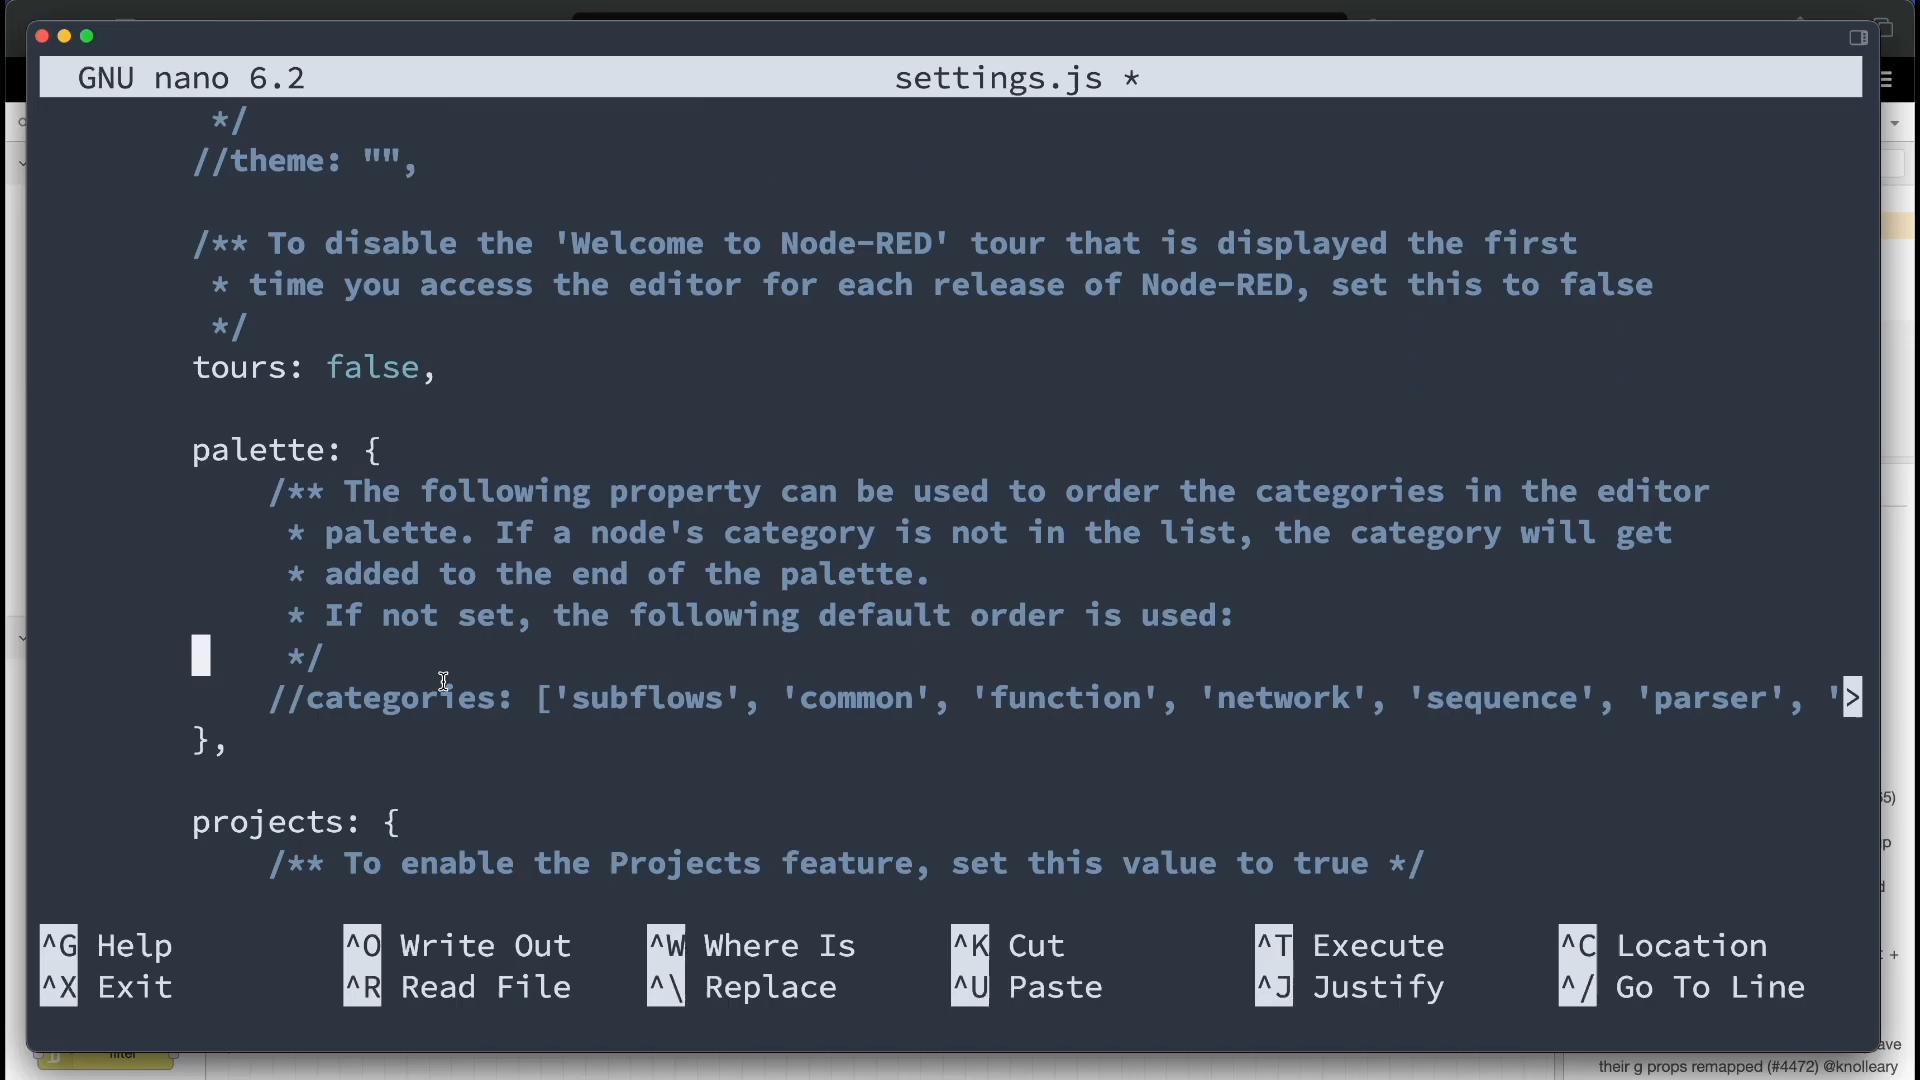 GNU nano 6.2 settings.js *
*/
//theme: "",
/** To disable the 'Welcome to Node-RED' tour that is displayed the first
* time you access the editor for each release of Node-RED, set this to false
*/
tours: false,
palette: {
/** The following property can be used to order the categories in the editor
* palette. If a node's category is not in the list, the category will get
* added to the end of the palette.
* If not set, the following default order is used:
*/
//categories: ['subflows', 'common', 'function', 'network', 'sequence', 'parser', '>
},
projects: {
/** To enable the Projects feature, set this value to true */
^G Help ^O Write Out ^W Where Is ^K Cut ^T Execute ^C Location
^X Exit ^R Read File ^\ Replace ^U Paste ^J Justify ^/ Go To Line
filter
their g props remapped (#4472) @knolleary